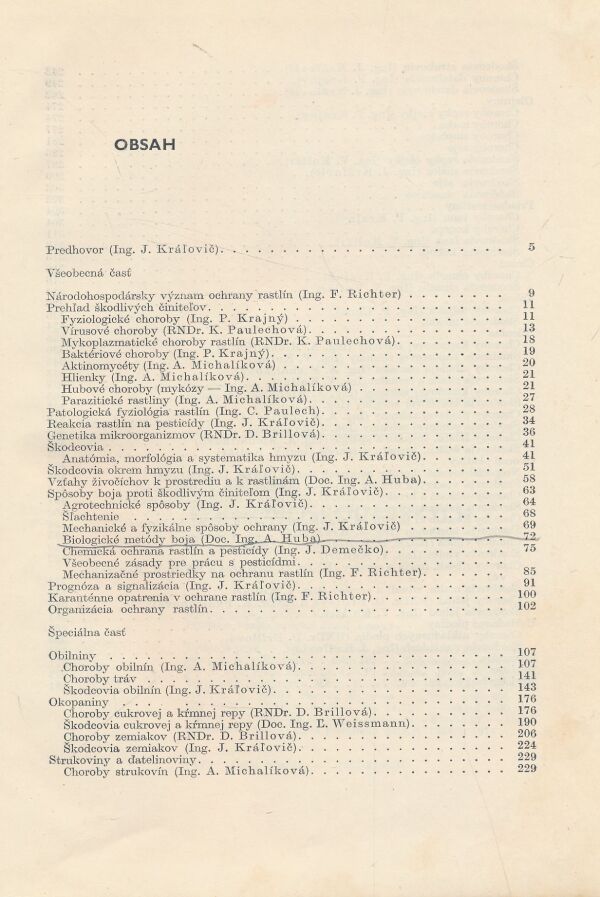 OBSAH
Predhovor (Ing. J. Kráľovič). . . . . . . . . . . . . . . . . . . . . . . 5
Všeobecná časť
Národohospodársky význam ochrany rastlín (Ing. F. Richter) . . . . . . . . 9
Prehľad škodlivých činiteľov. . . . . . . . . . . . . . . . . . . . . . . 11
Fyziologické choroby (Ing. P. Krajný) . . . . . . . . . . . . . . . . . 11
Vírusové choroby (RNDr. K. Paulechová). . . . . . . . . . . . . . . . 13
Mykoplazmatické choroby rastlín (RNDr. K. Paulechová). . . . . . . . . 18
Baktériové choroby (Ing. P. Krajný). . . . . . . . . . . . . . . . . . 19
Aktinomycéty (Ing. A. Michalíková) . . . . . . . . . . . . . . . . . 20
Hlienky (Ing. A. Michalíková). . . . . . . . . . . . . . . . . . . . 21
Hubové choroby (mykózy — Ing. A. Michalíková) . . . . . . . . . . . . 21
Parazitické rastliny (Ing. A. Michalíková). . . . . . . . . . . . . . . 27
Patologická fyziológia rastlín (Ing. C. Paulech). . . . . . . . . . . . . . 28
Reakcia rastlín na pesticídy (Ing. J. Kráľovič). . . . . . . . . . . . . . 34
Genetika mikroorganizmov (RNDr. D. Brillová). . . . . . . . . . . . . . . 36
Škodcovia . . . . . . . . . . . . . . . . . . . . . . . . . . . . . . . 41
Anatómia, morfológia a systematika hmyzu (Ing. J. Kráľovič). . . . . . . 41
Škodcovia okrem hmyzu (Ing. J. Kráľovič). . . . . . . . . . . . . . . . 51
Vzťahy živočíchov k prostrediu a k rastlinám (Doc. Ing. A. Huba). . . . . . 58
Spôsoby boja proti škodlivým činiteľom (Ing. J. Kráľovič) . . . . . . . . . 63
Agrotechnické spôsoby (Ing. J. Kráľovič). . . . . . . . . . . . . . . . 64
Šľachtenie . . . . . . . . . . . . . . . . . . . . . . . . . . . . 68
Mechanické a fyzikálne spôsoby ochrany (Ing. J. Kráľovič) . . . . . . . . 69
Biologické metódy boja (Doc. Ing. A. Huba) . . . . . . . . . . . . . . 72
Chemická ochrana rastlín a pesticídy (Ing. J. Demečko). . . . . . . . . . 75
Všeobecné zásady pre prácu s pesticídmi. . . . . . . . . . . . . . . .
Mechanizačné prostriedky na ochranu rastlín (Ing. F. Richter). . . . . . 85
Prognóza a signalizácia (Ing. J. Kráľovič). . . . . . . . . . . . . . . . 91
Karanténne opatrenia v ochrane rastlín (Ing. F. Richter). . . . . . . . . . 100
Organizácia ochrany rastlín. . . . . . . . . . . . . . . . . . . . . . . 102
Špeciálna časť
Obilniny . . . . . . . . . . . . . . . . . . . . . . . . . . . . . . . 107
Choroby obilnín (Ing. A. Michalíková). . . . . . . . . . . . . . . . . 107
Choroby tráv . . . . . . . . . . . . . . . . . . . . . . . . . . . . 141
Škodcovia obilnín (Ing. J. Kráľovič). . . . . . . . . . . . . . . . . . 143
Okopaniny . . . . . . . . . . . . . . . . . . . . . . . . . . . . . . 176
Choroby cukrovej a kŕmnej repy (RNDr. D. Brillová). . . . . . . . . . . 176
Škodcovia cukrovej a kŕmnej repy (Doc. Ing. Ľ. Weissmann). . . . . . . . 190
Choroby zemiakov (RNDr. D. Brillová). . . . . . . . . . . . . . . . . 206
Škodcovia zemiakov (Ing. J. Kráľovič). . . . . . . . . . . . . . . . . 224
Strukoviny a datelinoviny. . . . . . . . . . . . . . . . . . . . . . . . 229
Choroby strukovín (Ing. A. Michalíková). . . . . . . . . . . . . . . . 229